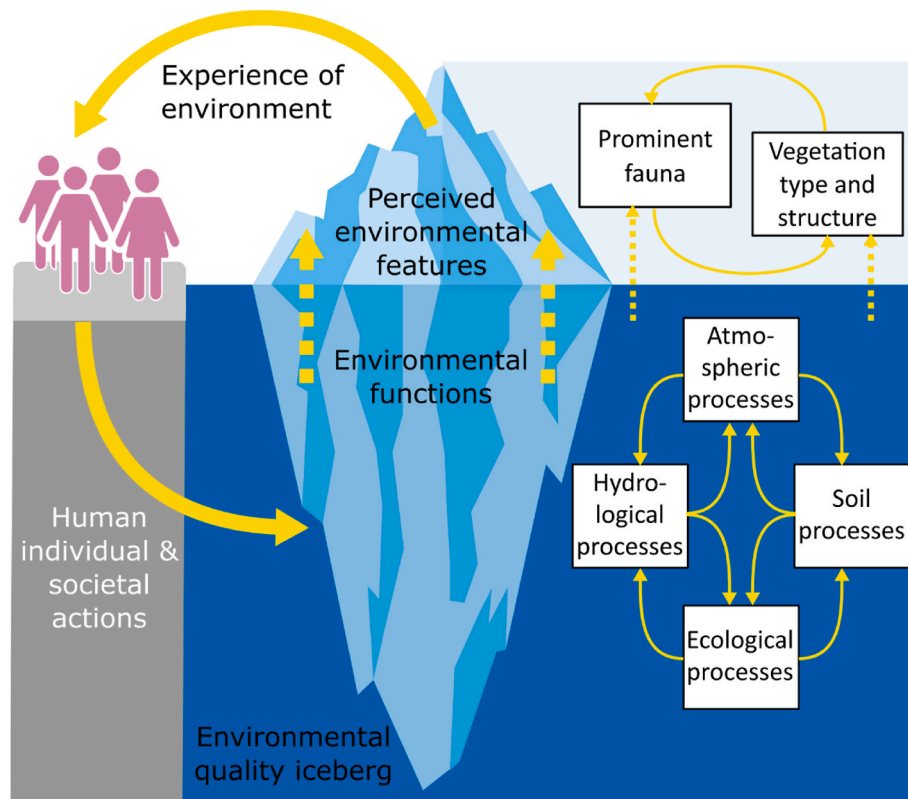 Experience of
environment
Perceived
environmental
features
Environmental
functions
Human
individual &
societal
actions
Environmental
quality iceberg
Prominent
fauna
Vegetation
type and
structure
Atmo-
spheric
processes
Hydro-
logical
processes
Soil
processes
Ecological
processes